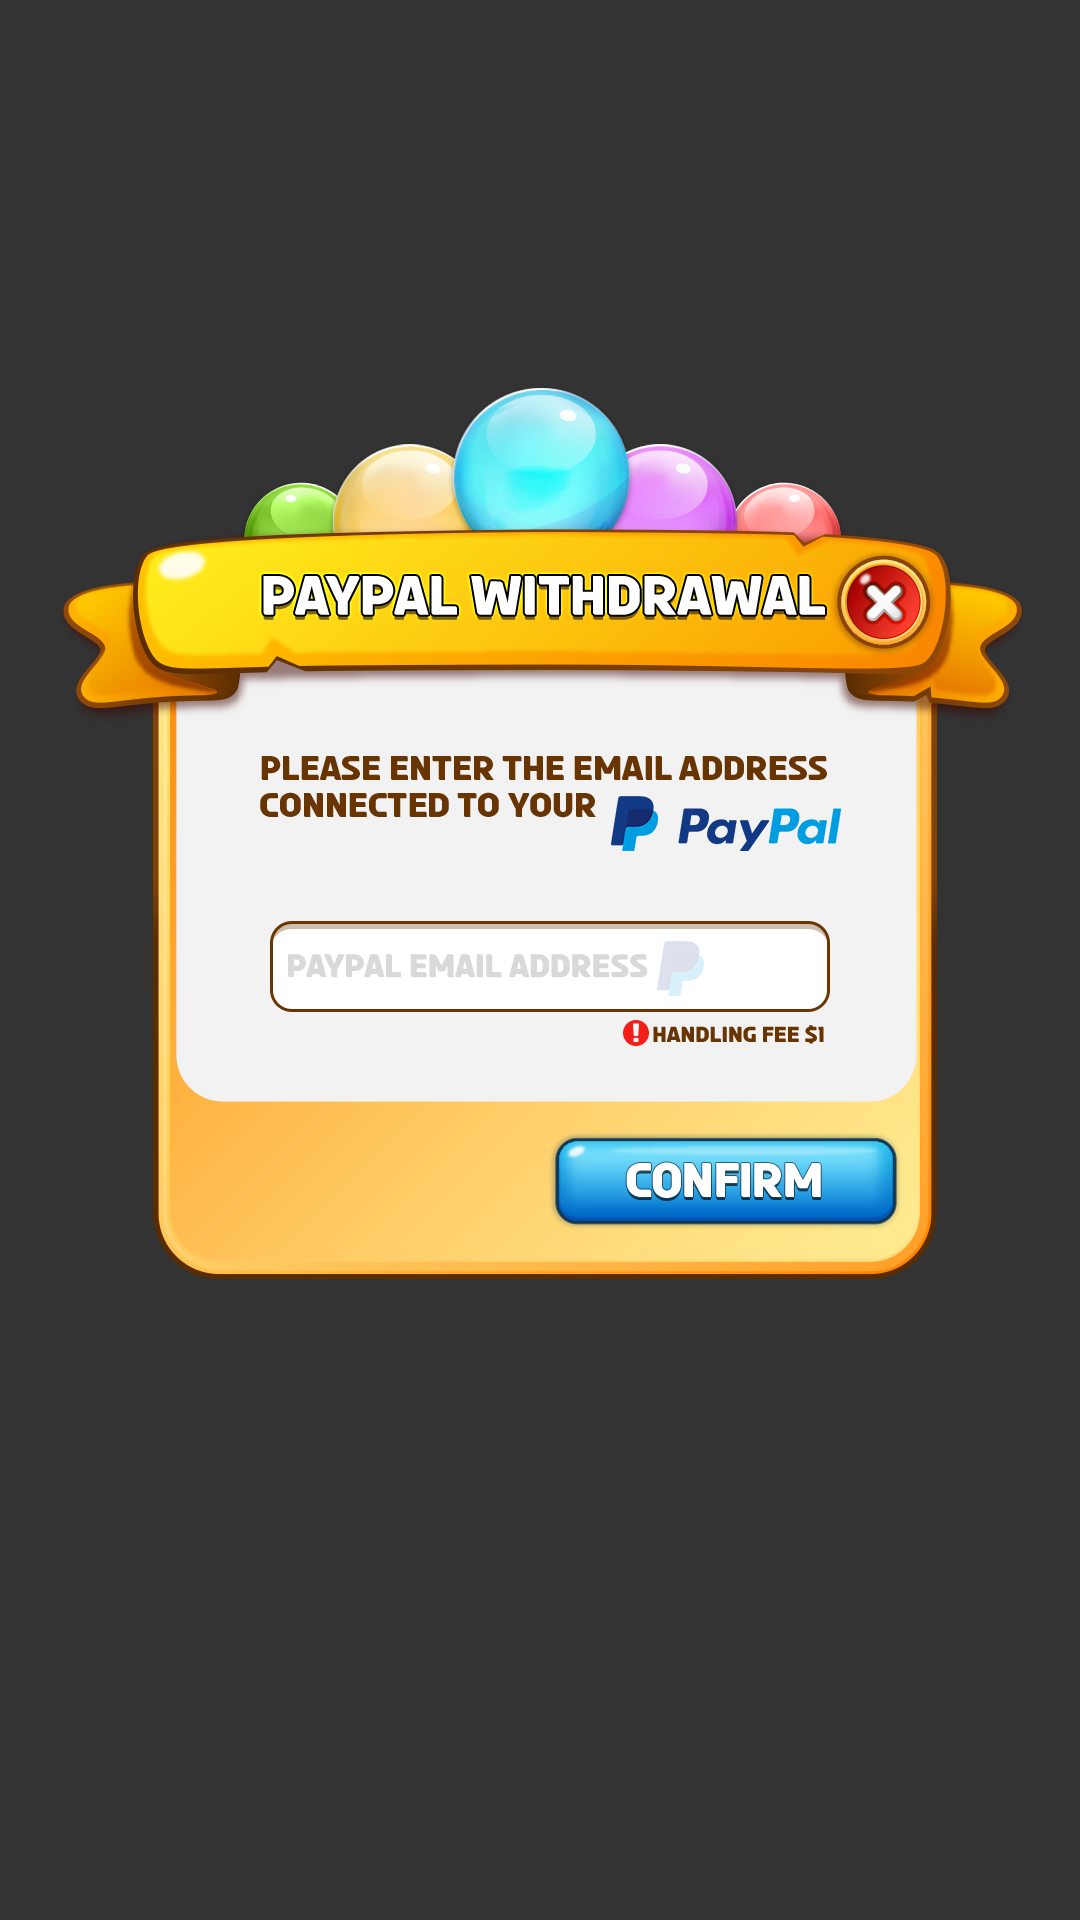 PAYPAL WITHDRAWAL
PLEASE ENTER THE EMAIL ADDRESS
CONNECTED TO YOUR PayPal
PAYPAL EMAIL ADDRESS
HANDLING FEE $1
CONFIRM